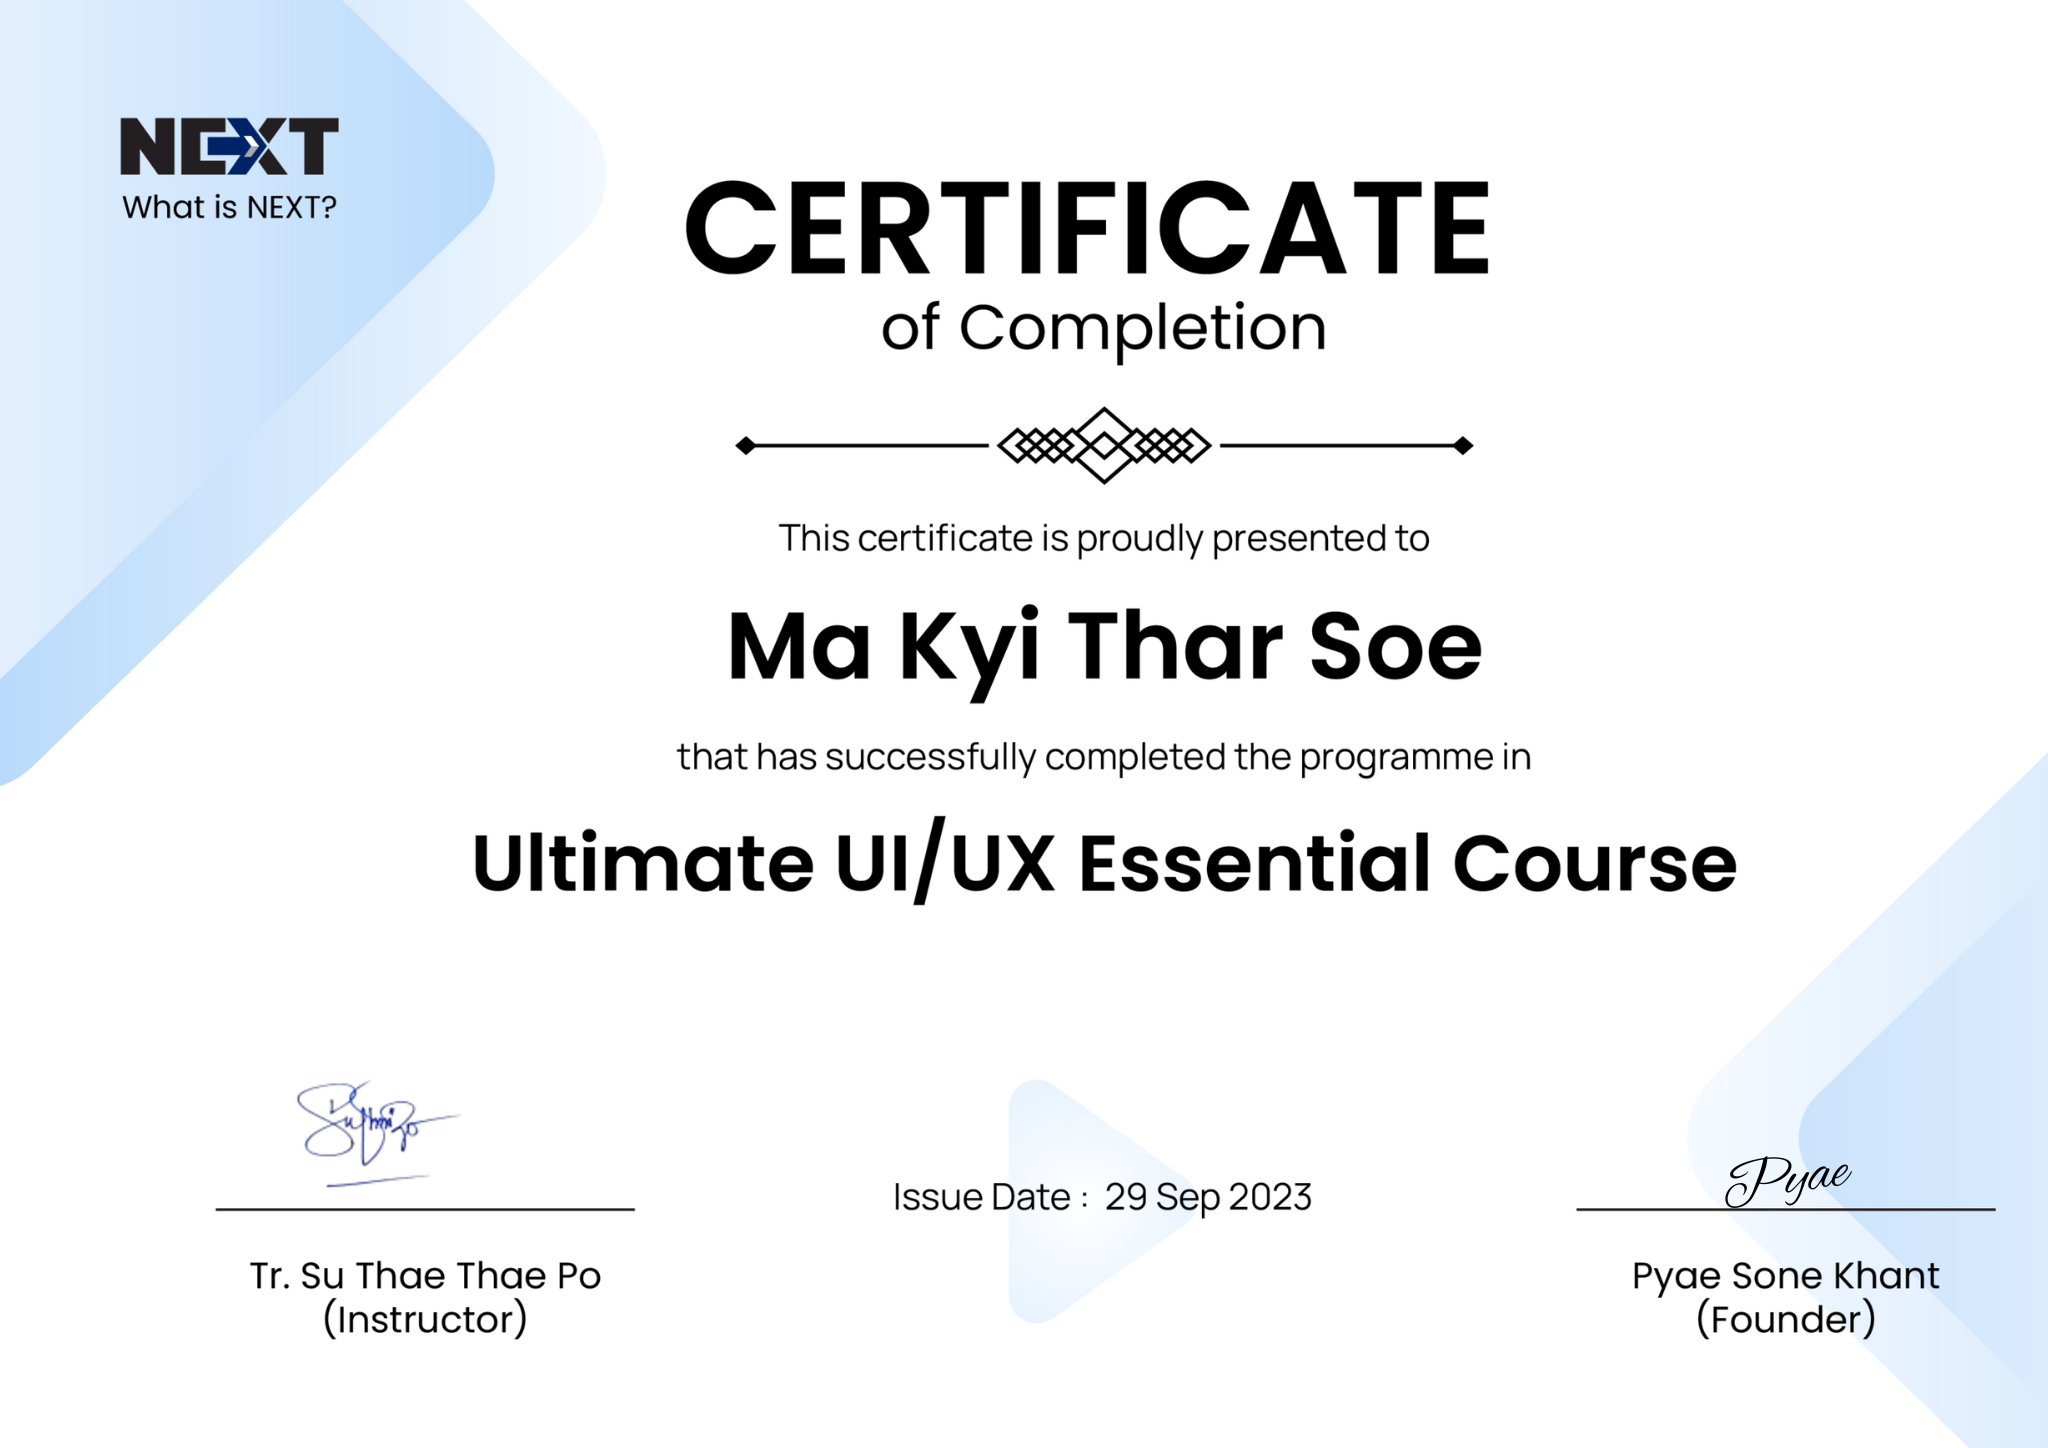 NEXT
What is NEXT?
CERTIFICATE
of Completion
This certificate is proudly presented to
Ma Kyi Thar Soe
that has successfully completed the programme in
Ultimate UI/UX Essential Course
Issue Date : 29 Sep 2023
Pyae
Tr. Su Thae Thae Po
(Instructor)
Pyae Sone Khant
(Founder)